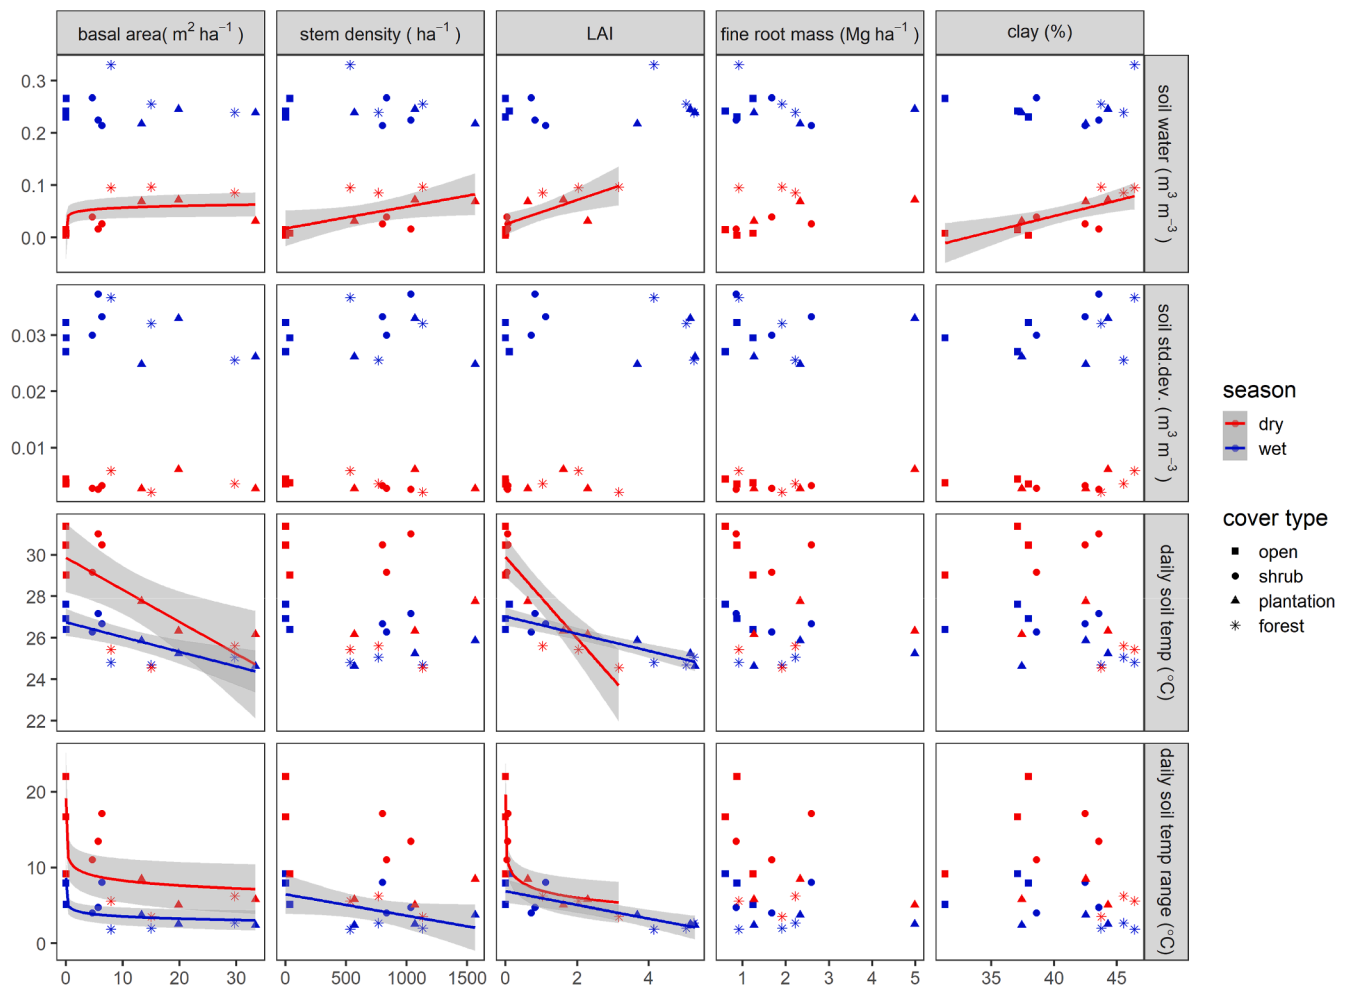 basal area( m² ha⁻¹ )
stem density ( ha⁻¹ )
LAI
fine root mass (Mg ha⁻¹ )
clay (%)
0.3
0.2
0.1
0.0
soil water ( m³ m⁻³ )
0.03
0.02
0.01
soil std.dev. ( m³ m⁻³ )
30
28
26
24
22
daily soil temp ( °C)
20
10
0
daily soil temp range ( °C)
0 10 20 30
0 500 1000 1500
0 2 4
1 2 3 4 5
35 40 45
season
dry
wet
cover type
open
shrub
plantation
forest